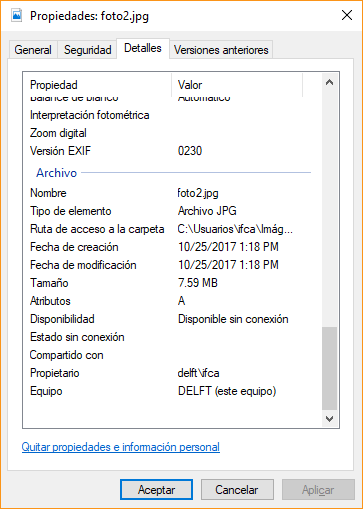 Propiedades: foto2.jpg
General Seguridad Detalles Versiones anteriores
Propiedad Valor
Balance de blanco Automático
Interpretación fotométrica
Zoom digital
Versión EXIF 0230
Archivo
Nombre foto2.jpg
Tipo de elemento Archivo JPG
Ruta de acceso a la carpeta C:\Usuarios\ifca\Imág...
Fecha de creación 10/25/2017 1:18 PM
Fecha de modificación 10/25/2017 1:18 PM
Tamaño 7.59 MB
Atributos A
Disponibilidad Disponible sin conexión
Estado sin conexión
Compartido con
Propietario delft\ifca
Equipo DELFT (este equipo)
Quitar propiedades e información personal
Aceptar Cancelar Aplicar